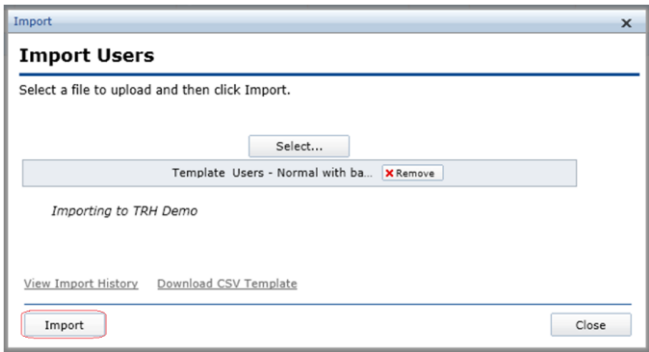 Import
Import Users
Select a file to upload and then click Import.
Select...
Template Users - Normal with ba... Remove
Importing to TRH Demo
View Import History Download CSV Template
Import Close